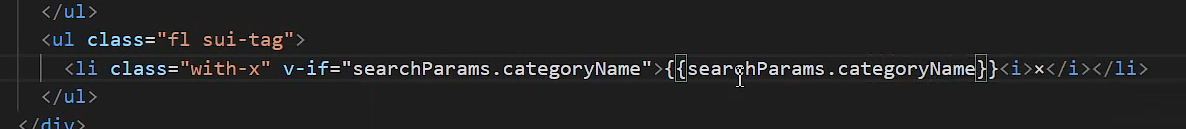 </ul>
<ul class="fl sui-tag">
<li class="with-x" v-if="searchParams.categoryName">{{searchParams.categoryName}}<i>×</i></li>
</ul>
</div>